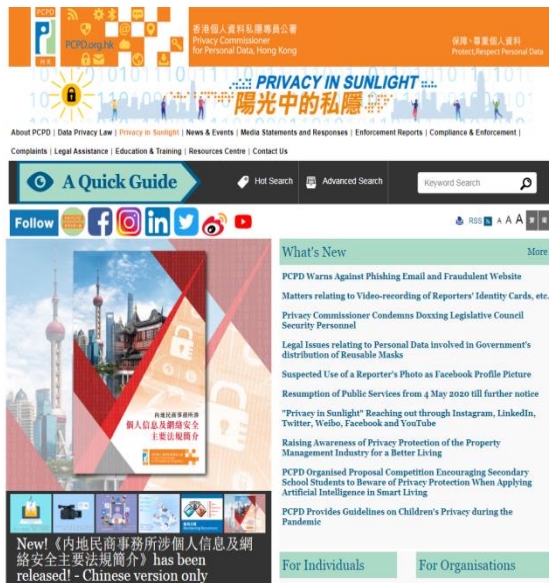 PCPD
PCPD.org.hk
H K
香港個人資料私隱專員公署
Privacy Commissioner
for Personal Data, Hong Kong
保障、尊重個人資料
Protect,Respect Personal Data
PRIVACY IN SUNLIGHT
陽光中的私隱
About PCPD | Data Privacy Law | Privacy in Sunlight | News & Events | Media Statements and Responses | Enforcement Reports | Compliance & Enforcement |
Complaints | Legal Assistance | Education & Training | Resources Centre | Contact Us
A Quick Guide
Hot Search
Advanced Search
Keyword Search
Follow
RSS A A A 繁 簡
What's New
More
PCPD Warns Against Phishing Email and Fraudulent Website
Matters relating to Video-recording of Reporters' Identity Cards, etc.
Privacy Commissioner Condemns Doxxing Legislative Council
Security Personnel
Legal Issues relating to Personal Data involved in Government's
distribution of Reusable Masks
Suspected Use of a Reporter's Photo as Facebook Profile Picture
Resumption of Public Services from 4 May 2020 till further notice
"Privacy in Sunlight" Reaching out through Instagram, LinkedIn,
Twitter, Weibo, Facebook and YouTube
Raising Awareness of Privacy Protection of the Property
Management Industry for a Better Living
PCPD Organised Proposal Competition Encouraging Secondary
School Students to Beware of Privacy Protection When Applying
Artificial Intelligence in Smart Living
PCPD Provides Guidelines on Children's Privacy during the
Pandemic
內地民商事務所涉
個人信息及網絡安全
主要法規簡介
New!《內地民商事務所涉個人信息及網
絡安全主要法規簡介》has been
released! - Chinese version only
For Individuals
For Organisations